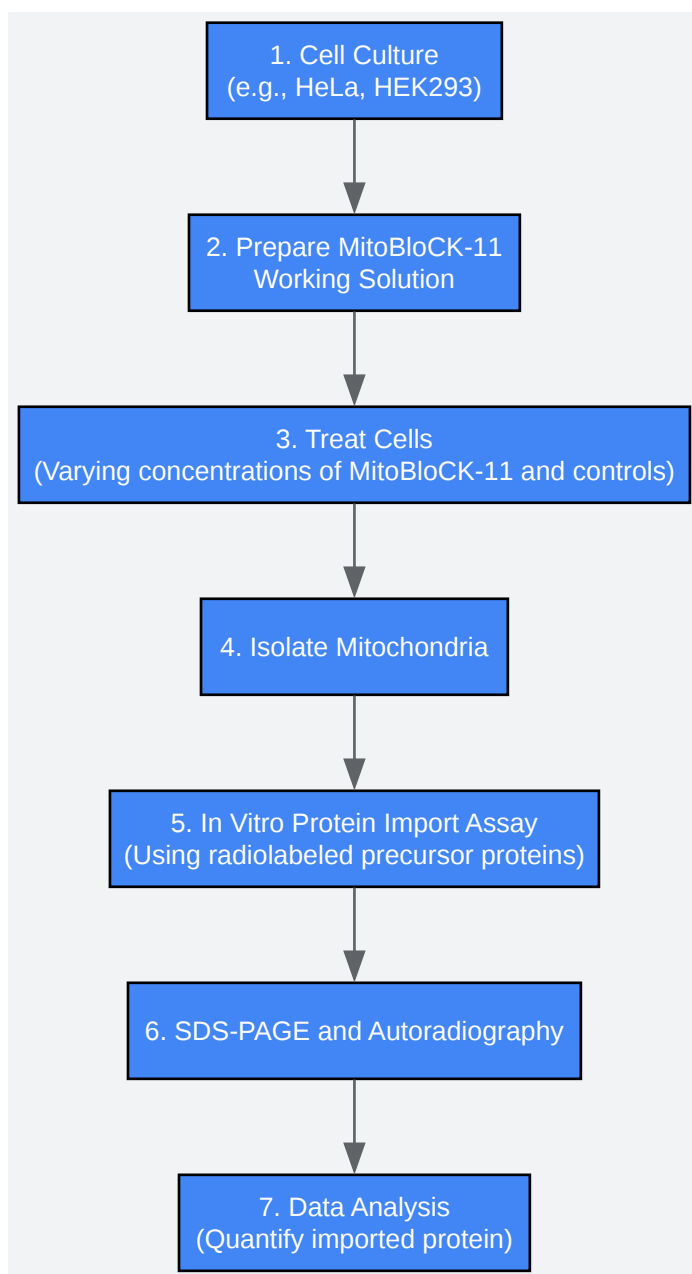 1. Cell Culture
(e.g., HeLa, HEK293)
2. Prepare MitoBloCK-11
Working Solution
3. Treat Cells
(Varying concentrations of MitoBloCK-11 and controls)
4. Isolate Mitochondria
5. In Vitro Protein Import Assay
(Using radiolabeled precursor proteins)
6. SDS-PAGE and Autoradiography
7. Data Analysis
(Quantify imported protein)